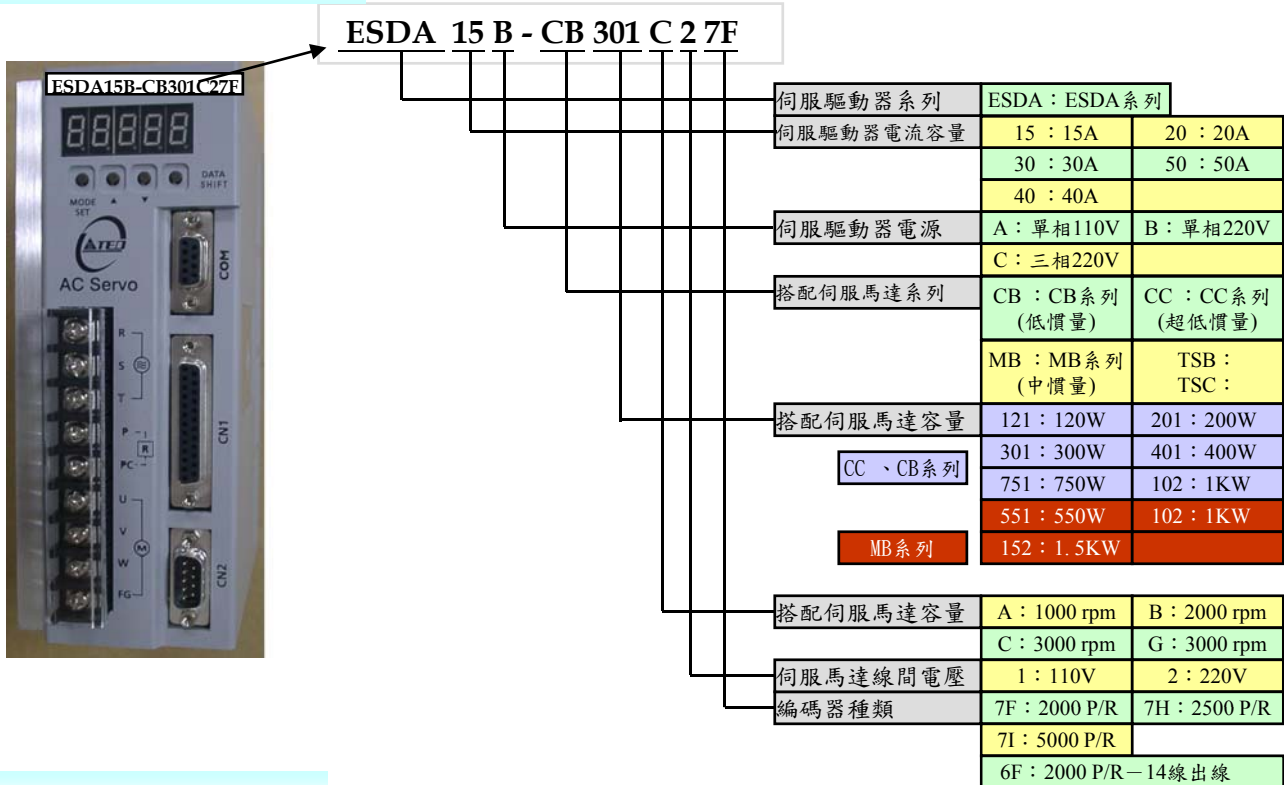 ESDA 15 B - CB 301 C 2 7F
ESDA15B-CB301C27F
DATA
SHIFT
MODE
SET
ATEQ
AC Servo
COM
R
S
T
P
R
PC
U
V
M
W
FG
CN1
CN2
伺服驅動器系列 ESDA：ESDA系列
伺服驅動器電流容量 15：15A 20：20A
30：30A 50：50A
40：40A
伺服驅動器電源 A：單相110V B：單相220V
C：三相220V
搭配伺服馬達系列 CB：CB系列 CC：CC系列
(低慣量) (超低慣量)
MB：MB系列 TSB：
(中慣量) TSC：
搭配伺服馬達容量 121：120W 201：200W
CC、CB系列 301：300W 401：400W
751：750W 102：1KW
551：550W 102：1KW
MB系列 152：1.5KW
搭配伺服馬達容量 A：1000 rpm B：2000 rpm
C：3000 rpm G：3000 rpm
伺服馬達線間電壓 1：110V 2：220V
編碼器種類 7F：2000 P/R 7H：2500 P/R
7I：5000 P/R
6F：2000 P/R－14線出線